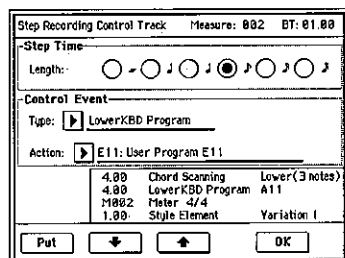 Step Recording Control Track Measure: 002 BT: 01.00
Step Time
Length:
Control Event
Type: LowerKBD Program
Action: E11: User Program E11
4.00 Chord Scanning Lower(3 notes)
4.00 LowerKBD Program A11
M002 Meter 4/4
1.00 Style Element Variation 1
Put OK